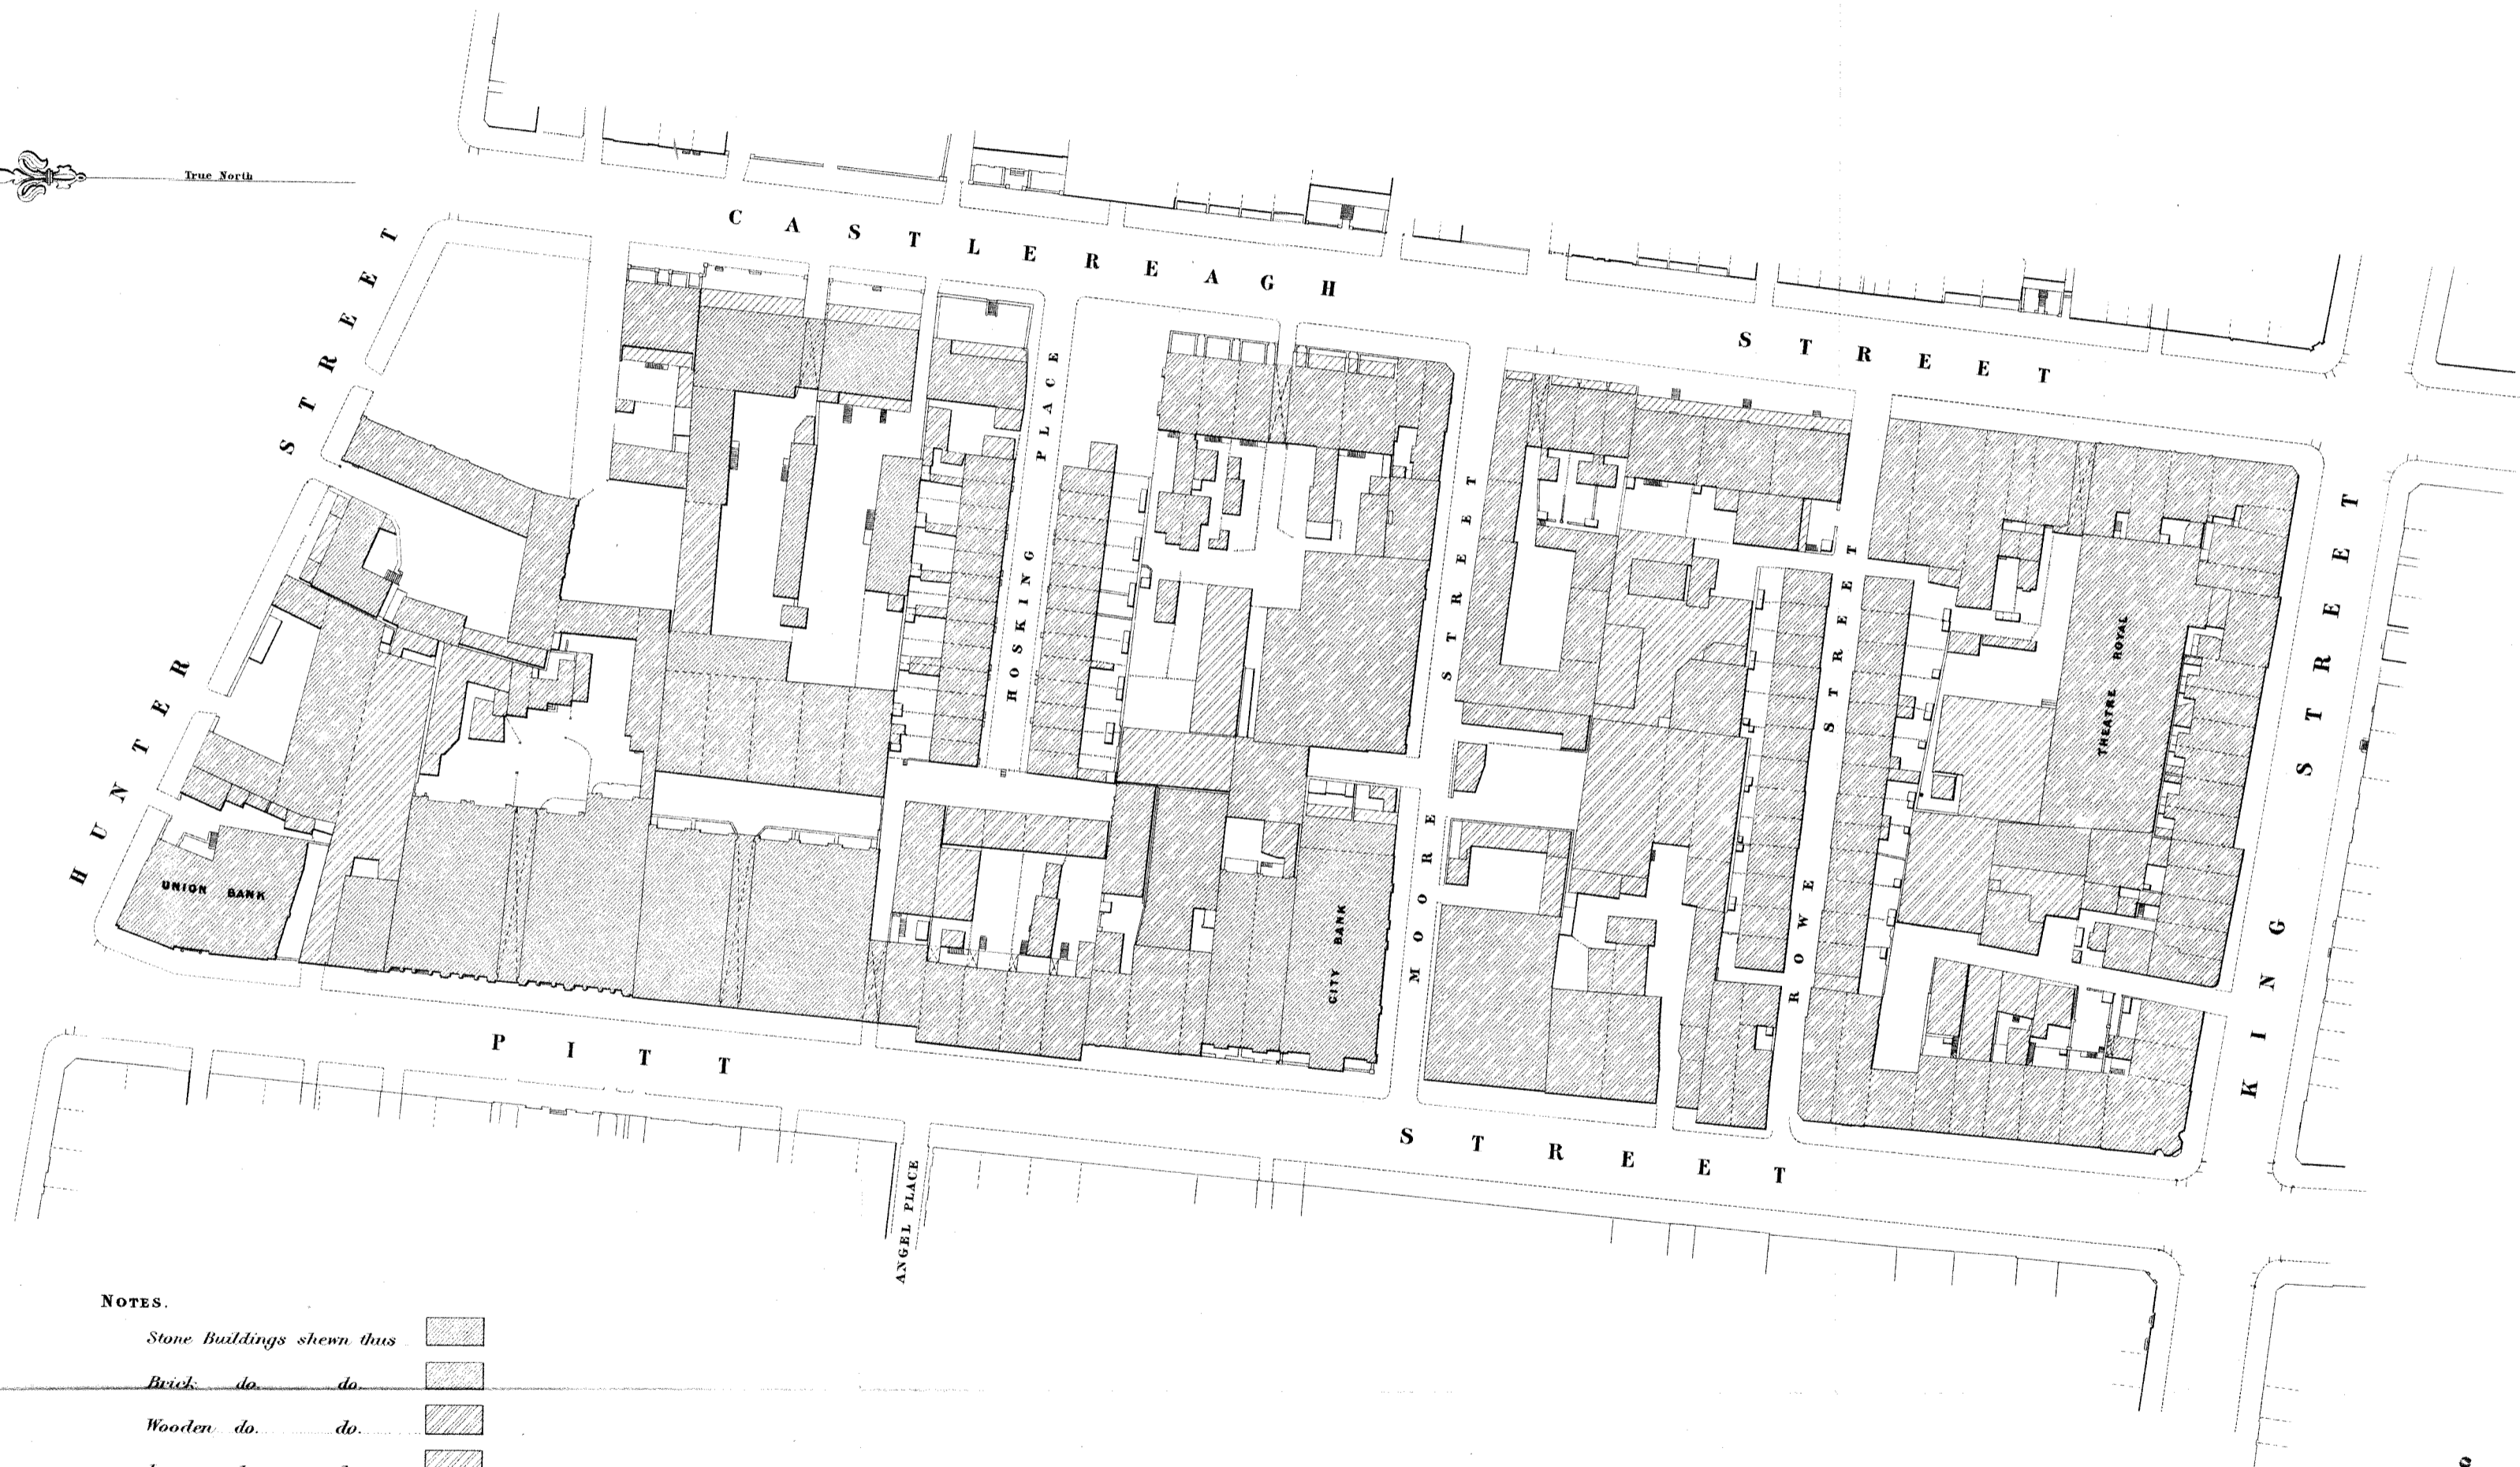 True North
CASTLEREAGH STREET
HUNTER STREET
HOSKING PLACE
MOORE STREET
ROWE STREET
KING STREET
THEATRE ROYAL
UNION BANK
CITY BANK
PITT STREET
ANGEL PLACE
NOTES.
Stone Buildings shewn thus
Brick do. do.
Wooden do. do.